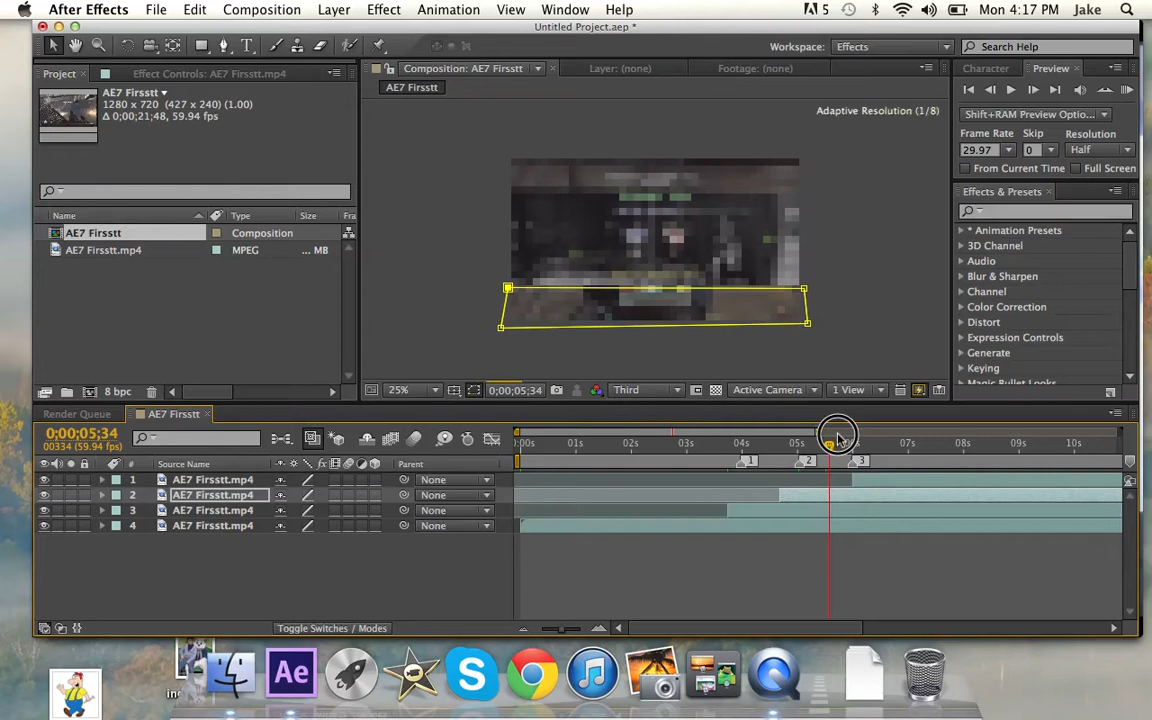 After Effects File Edit Composition Layer Effect Animation View Window Help 5 Mon 4:17 PM Jake
Untitled Project.aep *
T Workspace: Effects Search Help
Project Effect Controls: AE7 Firsstt.mp4 Composition: AE7 Firsstt Layer: (none) Footage: (none) Character Preview
AE7 Firsstt
1280 x 720 (427 x 240) (1.00)
Δ 0;00;21;48, 59.94 fps
AE7 Firsstt
Adaptive Resolution (1/8)
Shift+RAM Preview Optio...
Frame Rate Skip Resolution
29.97 0 Half
From Current Time Full Screen
Effects & Presets
Name Type Size Fra
AE7 Firsstt Composition
AE7 Firsstt.mp4 MPEG ... MB
* Animation Presets
3D Channel
Audio
Blur & Sharpen
Channel
Color Correction
Distort
Expression Controls
Generate
Keying
Magic Bullet Looks
8 bpc
25% 0;00;05;34 Third Active Camera 1 View
Render Queue AE7 Firsstt
0;00;05;34
00334 (59.94 fps)
0:00s 01s 02s 03s 04s 05s 07s 08s 09s 10s
1 2 3
# Source Name Parent
1 AE7 Firsstt.mp4 None
2 AE7 Firsstt.mp4 None
3 AE7 Firsstt.mp4 None
4 AE7 Firsstt.mp4 None
Toggle Switches / Modes
Ae